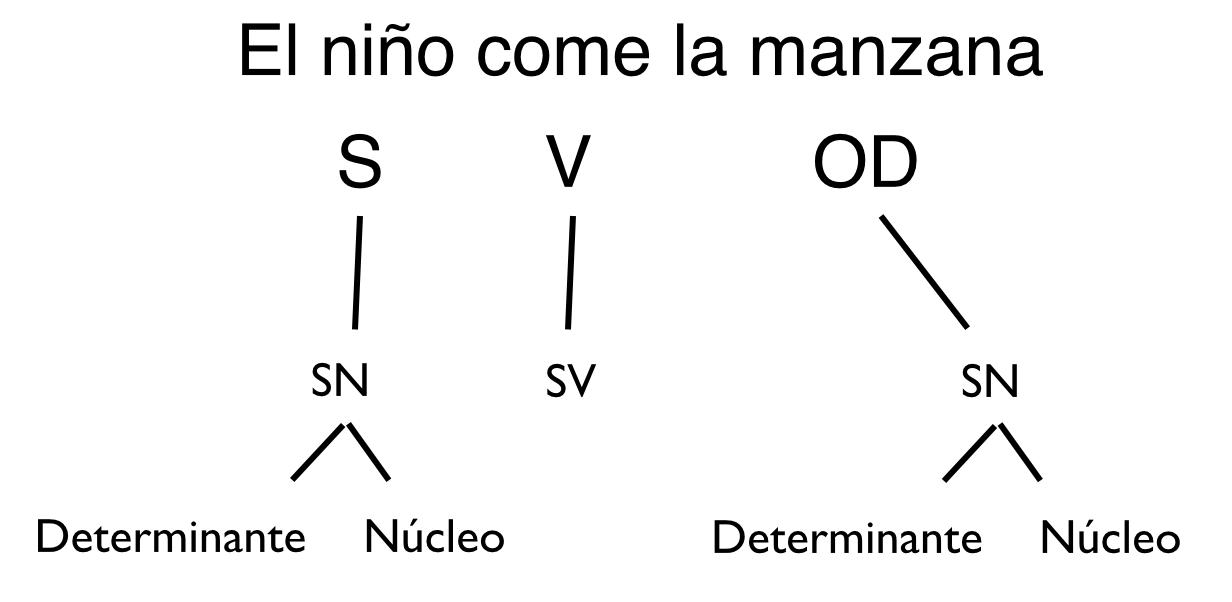 El niño come la manzana
S V OD
SN SV SN
Determinante Núcleo Determinante Núcleo